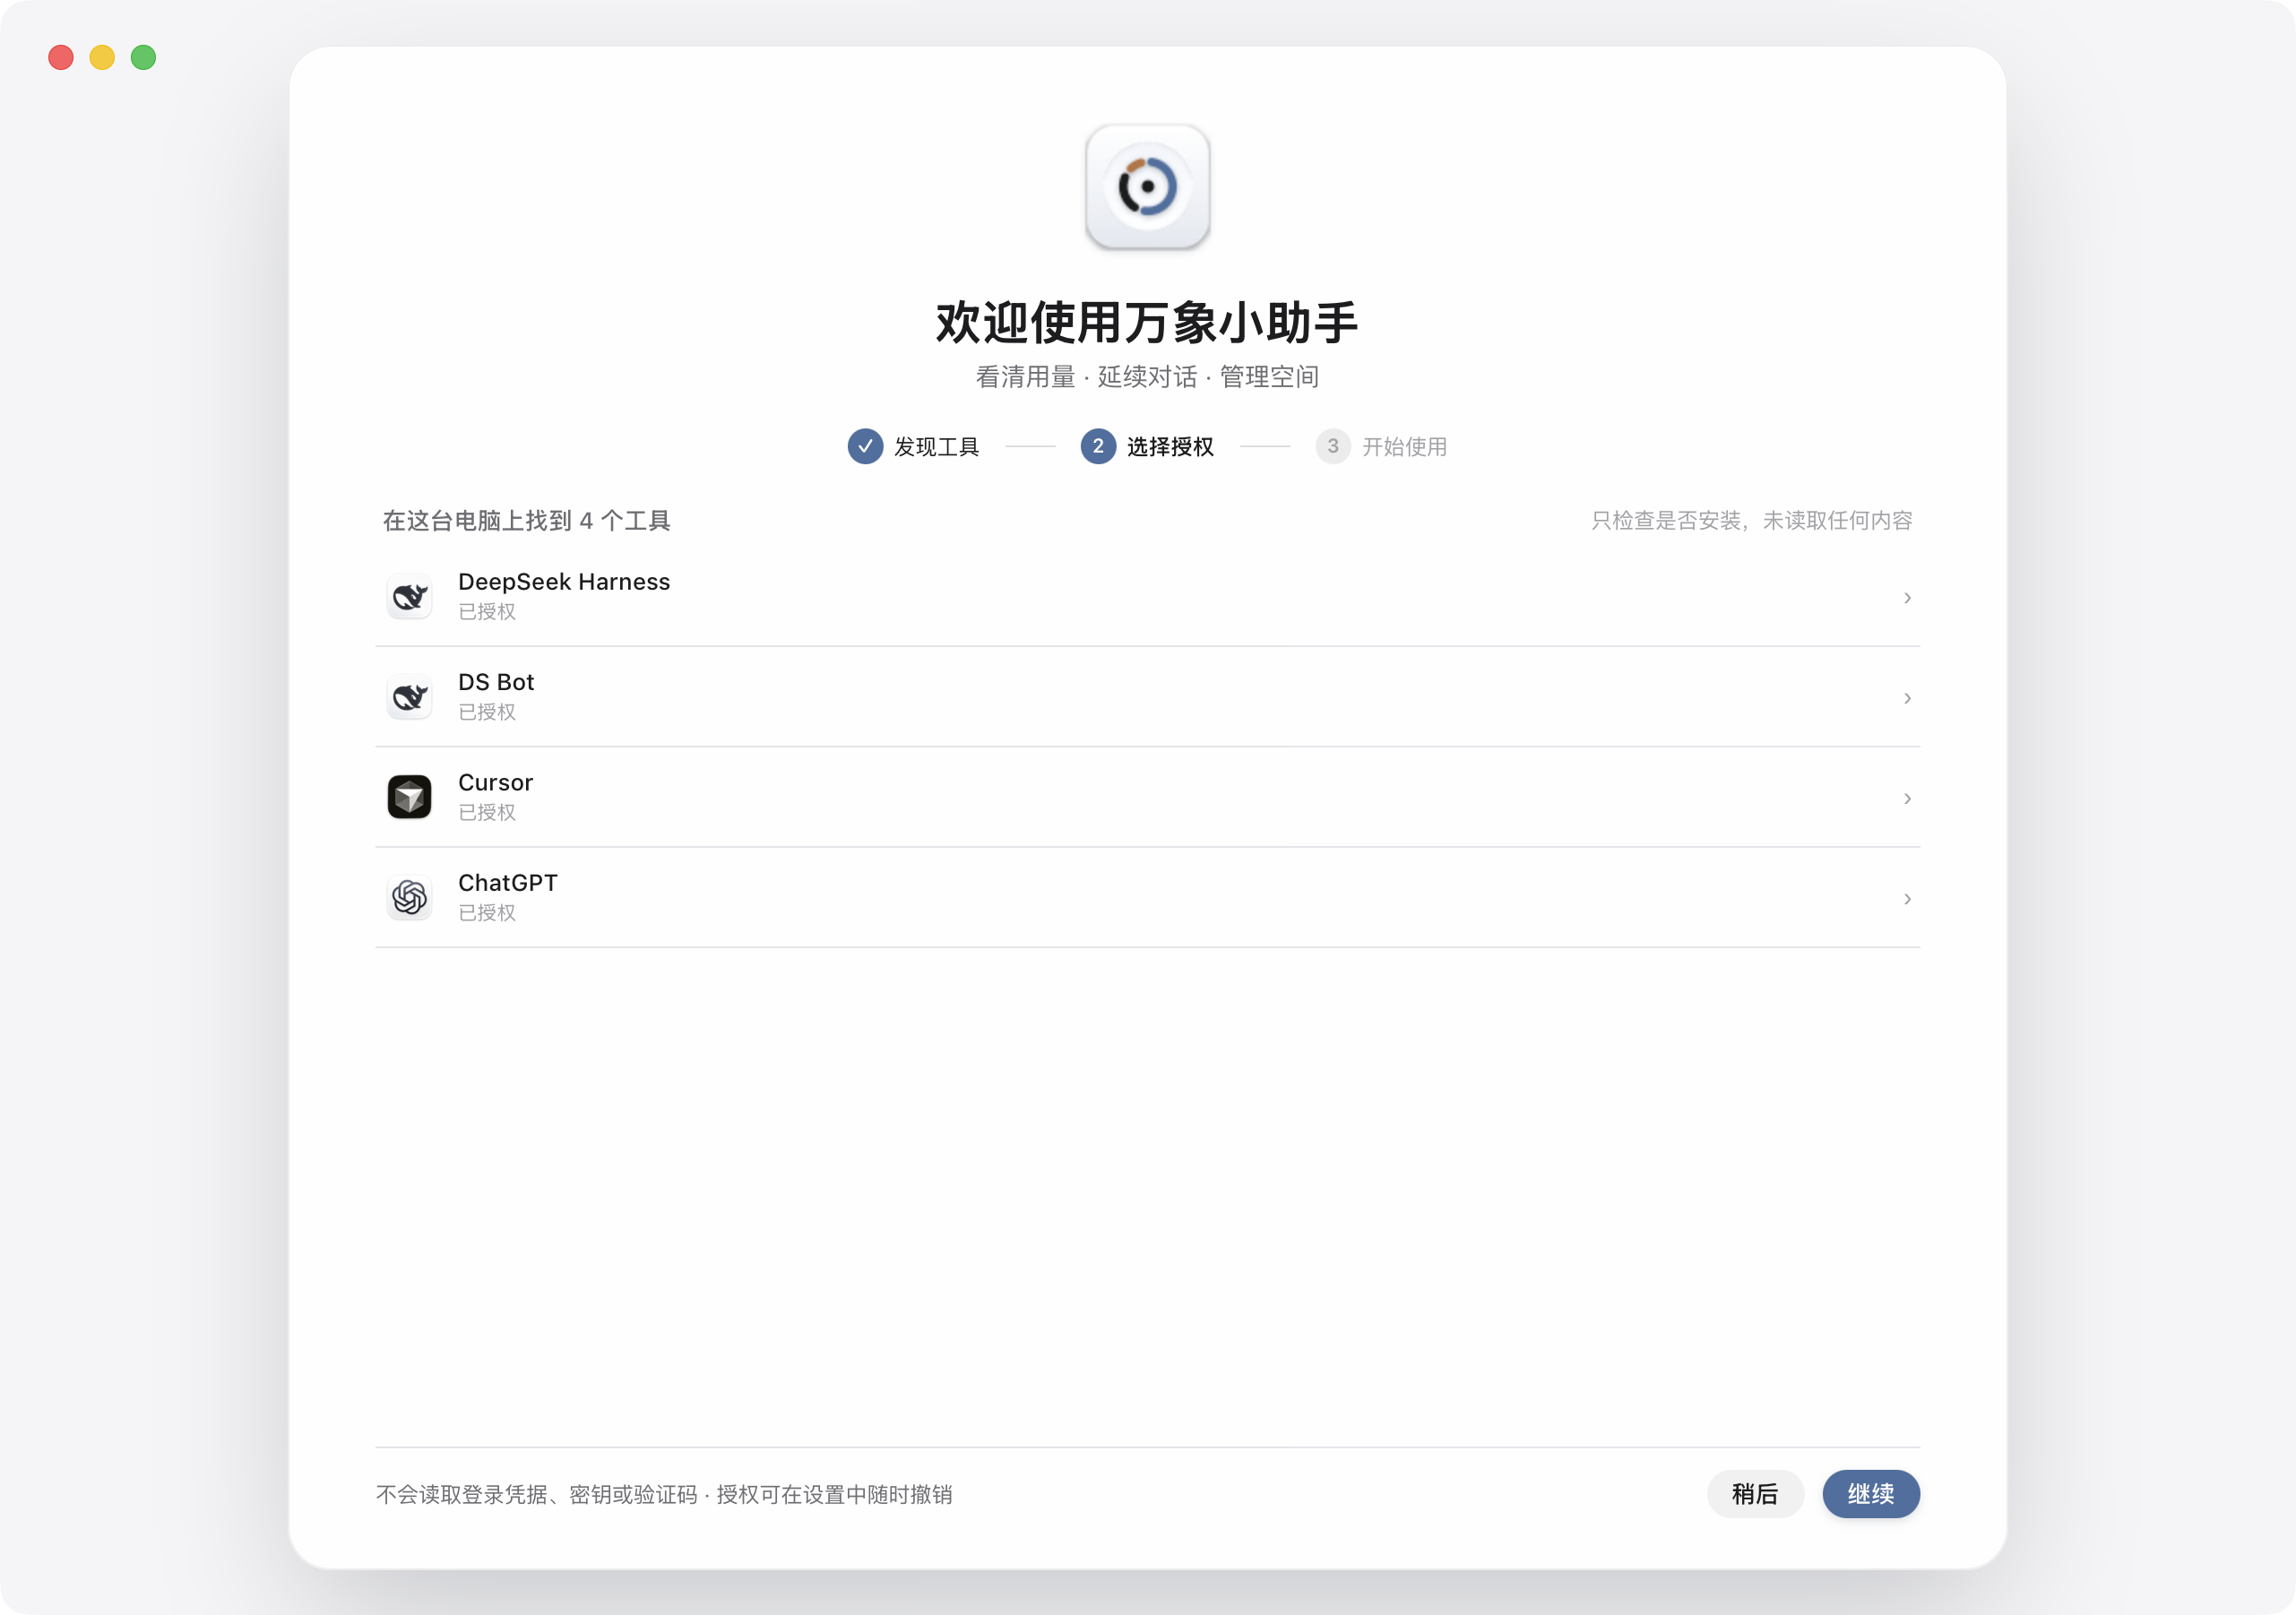 欢迎使用万象小助手
看清用量 · 延续对话 · 管理空间
发现工具 2 选择授权 3 开始使用
在这台电脑上找到 4 个工具 只检查是否安装，未读取任何内容
DeepSeek Harness
已授权
DS Bot
已授权
Cursor
已授权
ChatGPT
已授权
不会读取登录凭据、密钥或验证码 · 授权可在设置中随时撤销 稍后 继续